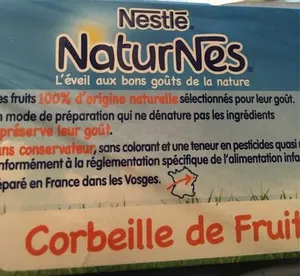 Nestlé
NaturNes
L'éveil aux bons goûts de la nature
es fruits 100% d'origine naturelle sélectionnés pour leur goût.
n mode de préparation qui ne dénature pas les ingrédients
préserve leur goût.
ans conservateur, sans colorant et une teneur en pesticides quasi
nformément à la réglementation spécifique de l'alimentation infa
éparé en France dans les Vosges.
Corbeille de Fruit